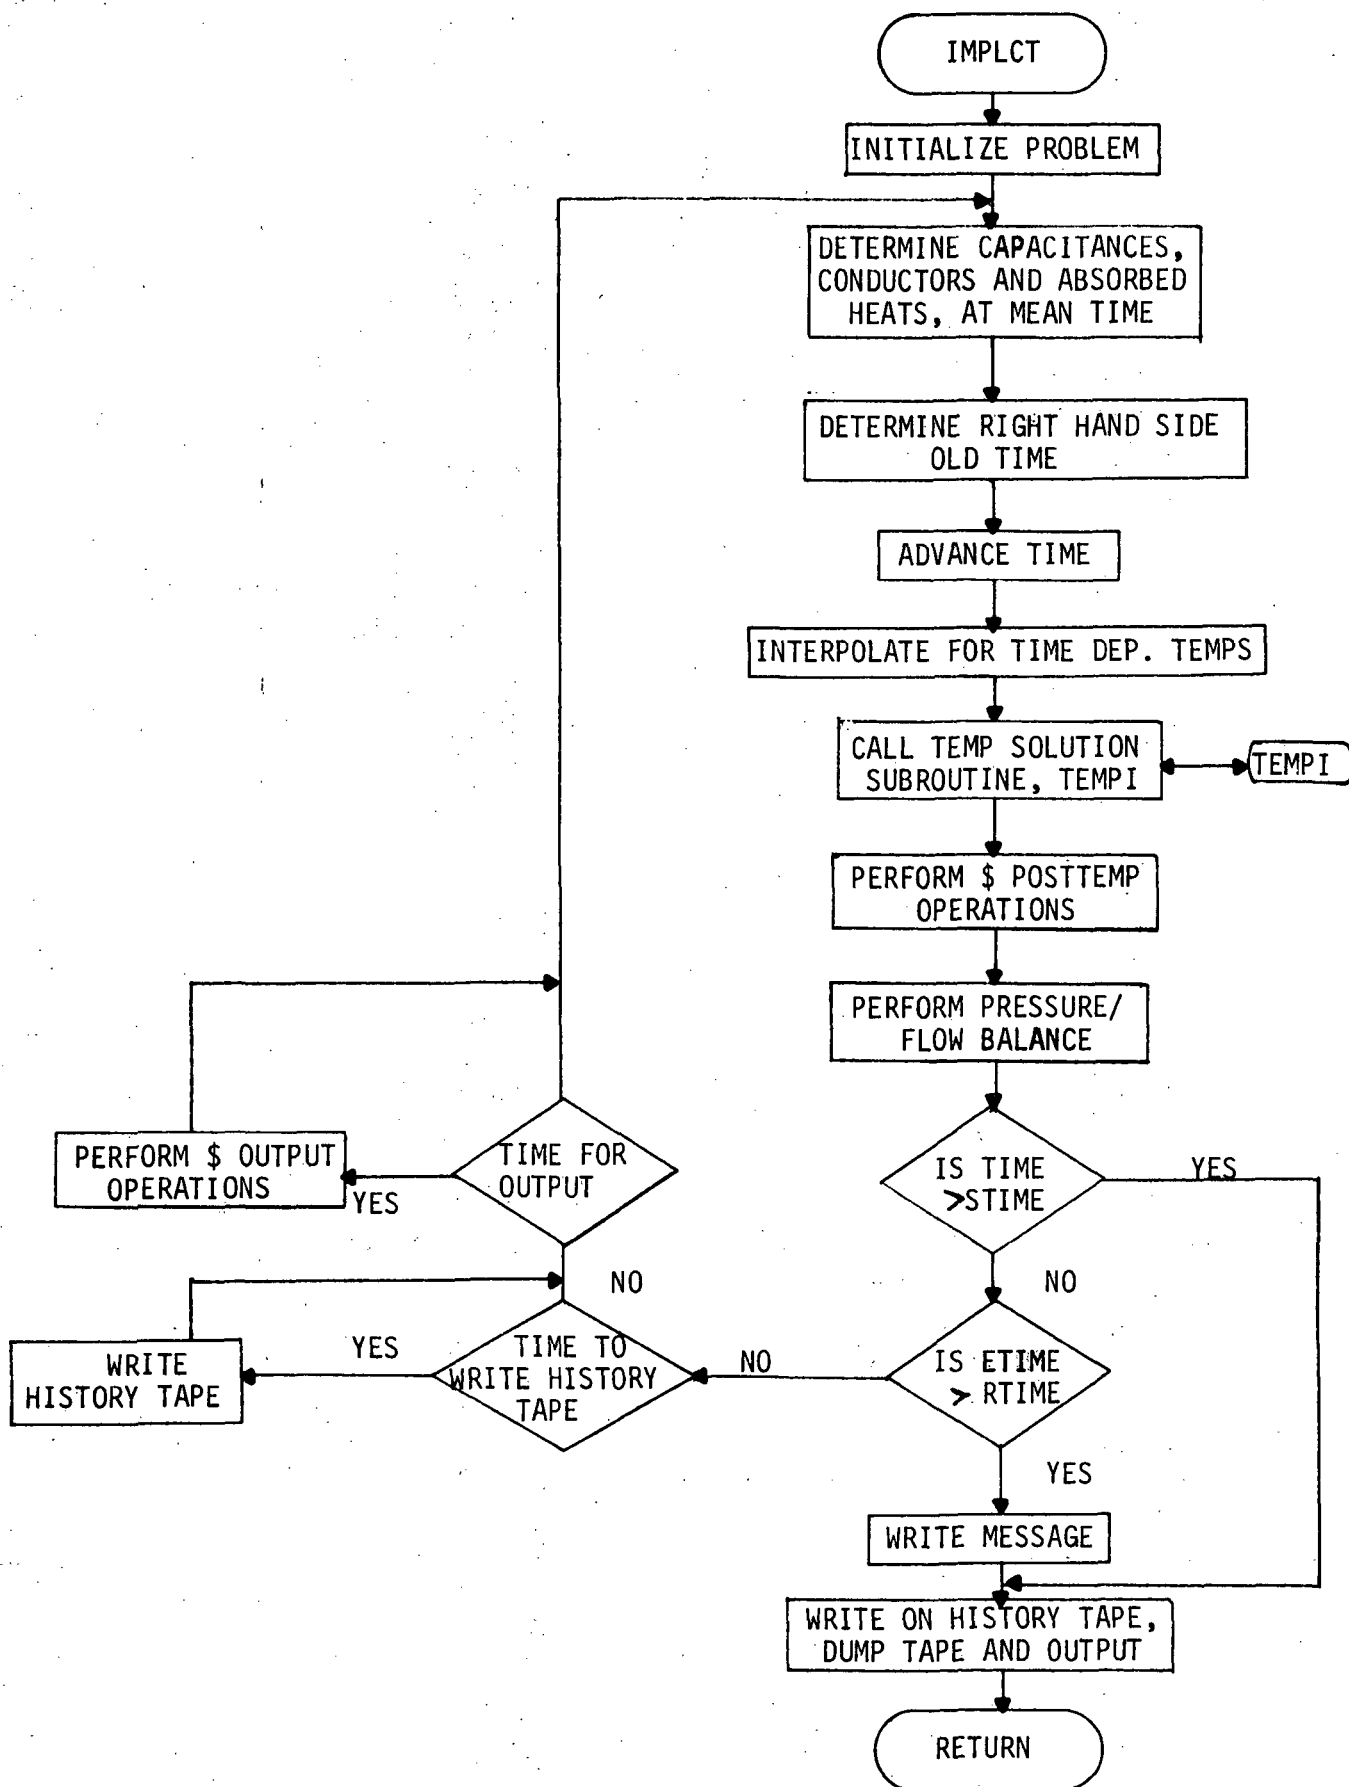 IMPLCT
INITIALIZE PROBLEM
DETERMINE CAPACITANCES,
CONDUCTORS AND ABSORBED
HEATS, AT MEAN TIME
DETERMINE RIGHT HAND SIDE
OLD TIME
ADVANCE TIME
INTERPOLATE FOR TIME DEP. TEMPS
CALL TEMP SOLUTION
SUBROUTINE, TEMPI
TEMPI
PERFORM $ POSTTEMP
OPERATIONS
PERFORM PRESSURE/
FLOW BALANCE
IS TIME
>STIME
YES
NO
IS ETIME
> RTIME
NO
YES
TIME TO
WRITE HISTORY
TAPE
YES
WRITE
HISTORY TAPE
NO
TIME FOR
OUTPUT
YES
PERFORM $ OUTPUT
OPERATIONS
WRITE MESSAGE
WRITE ON HISTORY TAPE,
DUMP TAPE AND OUTPUT
RETURN